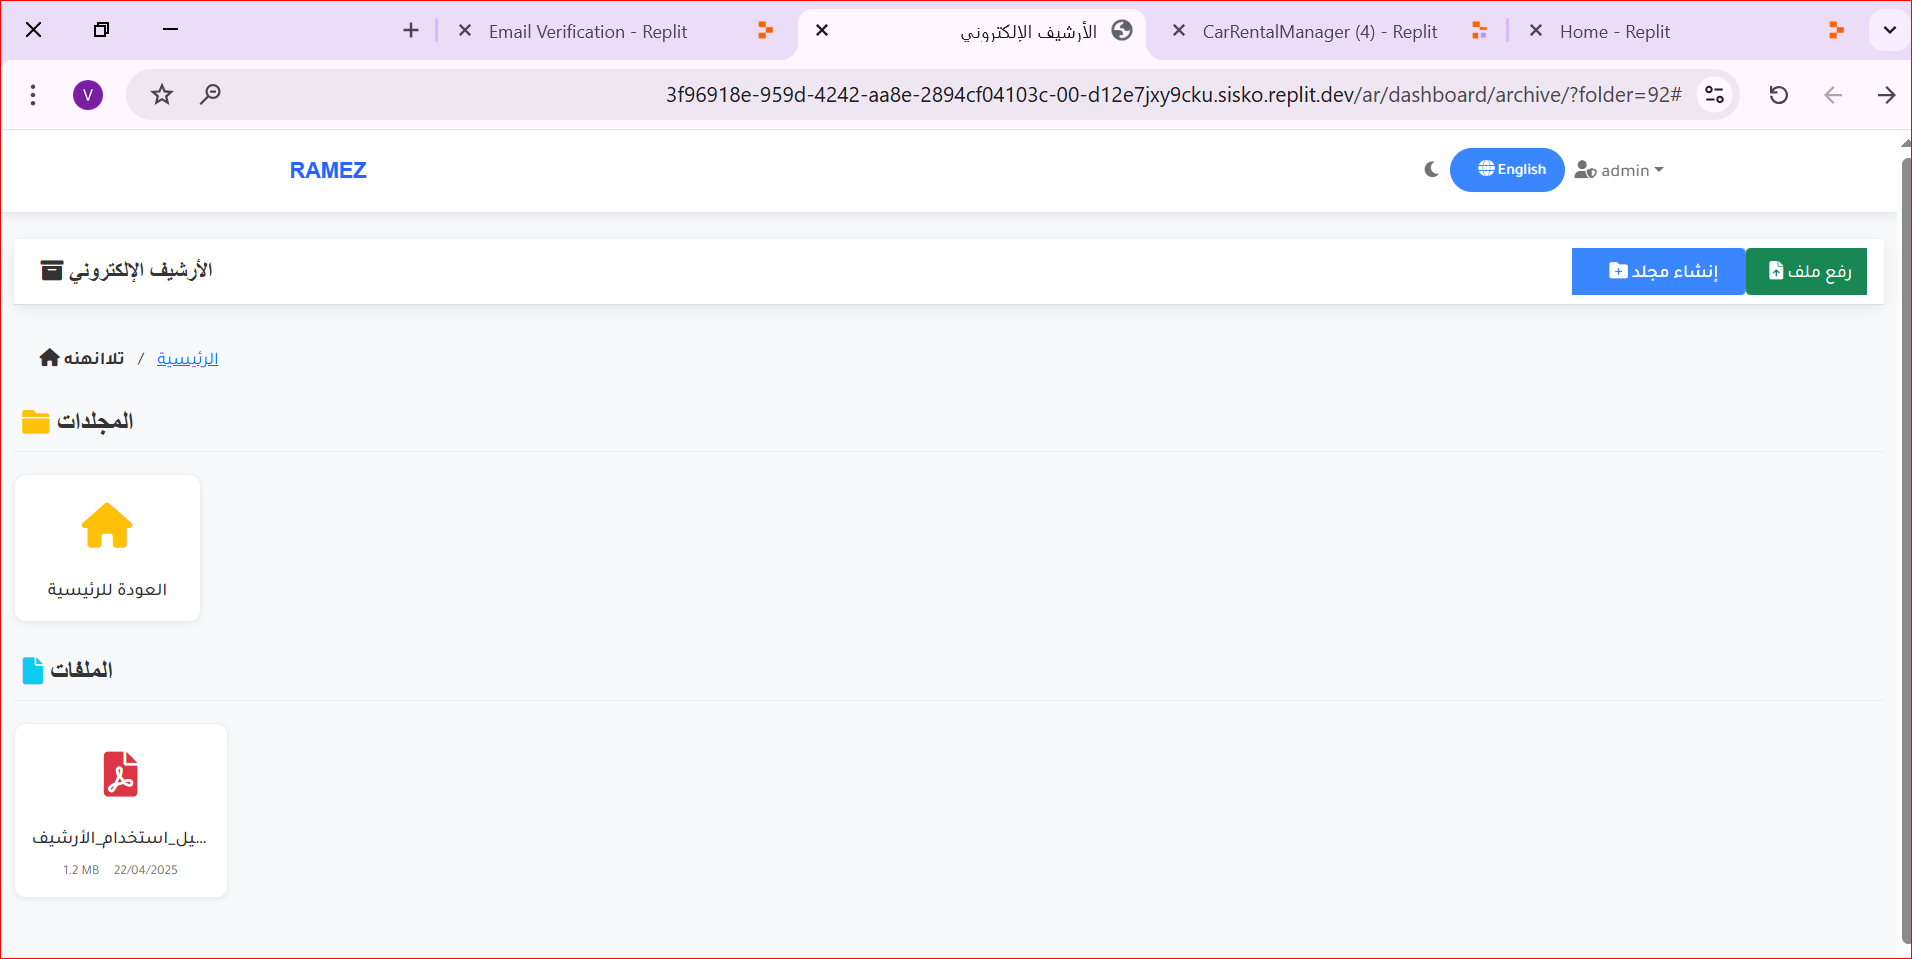 Email Verification - Replit
الأرشيف الإلكتروني
CarRentalManager (4) - Replit
Home - Replit
V
3f96918e-959d-4242-aa8e-2894cf04103c-00-d12e7jxy9cku.sisko.replit.dev/ar/dashboard/archive/?folder=92#
RAMEZ
English
admin
الأرشيف الإلكتروني
إنشاء مجلد
رفع ملف
الرئيسية / تلاانهنه
المجلدات
العودة للرئيسية
الملفات
...يل_استخدام_الأرشيف
1.2 MB 22/04/2025